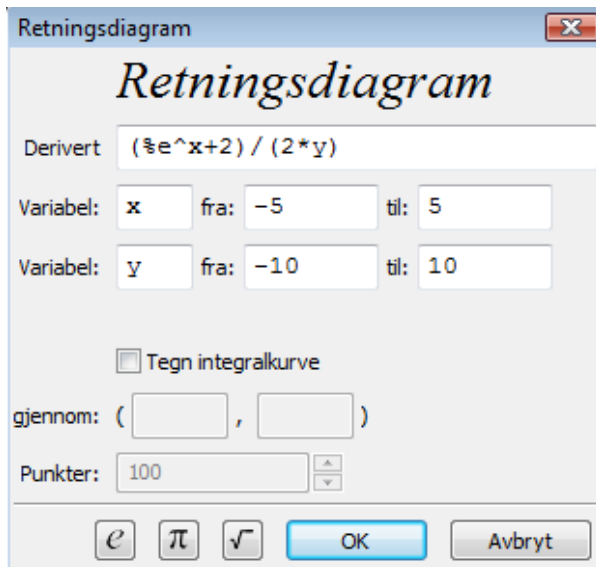 Retningsdiagram
Retningsdiagram
Derivert (%e^x+2)/(2*y)
Variabel: x fra: -5 til: 5
Variabel: y fra: -10 til: 10
Tegn integralkurve
gjennom: ( , )
Punkter: 100
e π √ OK Avbryt